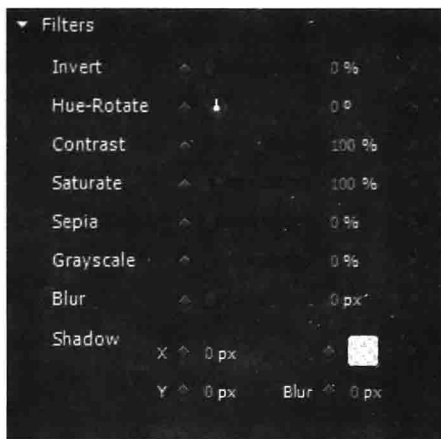 Filters
Invert 0 %
Hue-Rotate 0 º
Contrast 100 %
Saturate 100 %
Sepia 0 %
Grayscale 0 %
Blur 0 px
Shadow
X 0 px
Y 0 px Blur 0 px